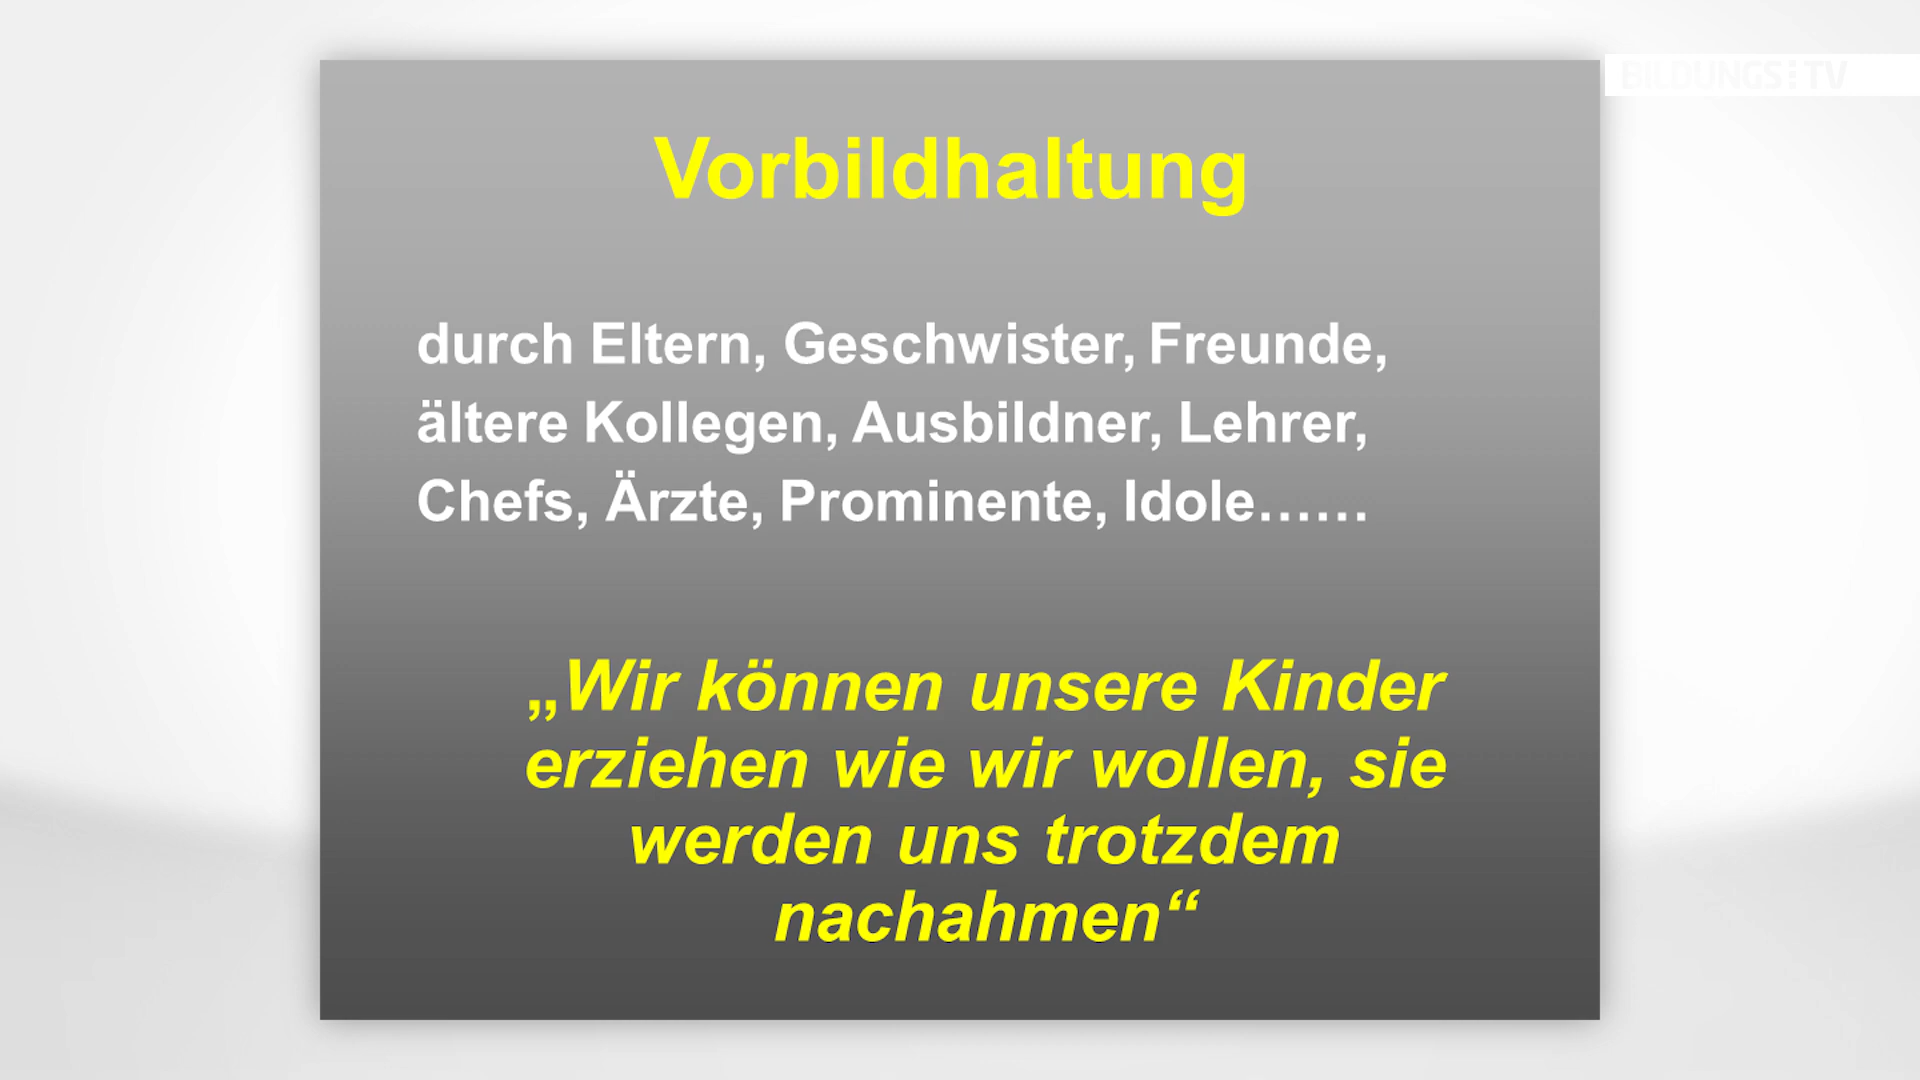 BILDUNGS TV
Vorbildhaltung
durch Eltern, Geschwister, Freunde,
ältere Kollegen, Ausbildner, Lehrer,
Chefs, Ärzte, Prominente, Idole……
„Wir können unsere Kinder
erziehen wie wir wollen, sie
werden uns trotzdem
nachahmen“